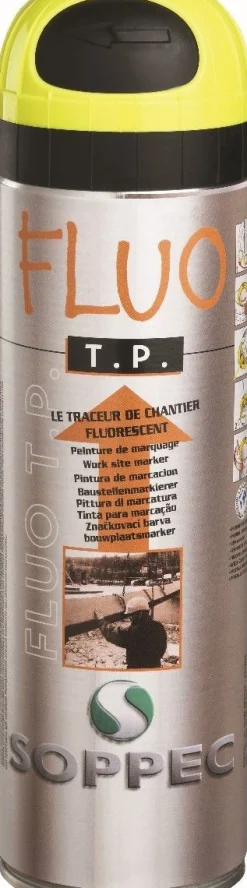 FLUO
T.P.
LE TRACEUR DE CHANTIER
FLUORESCENT
Peinture de marquage
Work site marker
Pintura de marcacion
Baustellenmarkierer
Pittura di marcatura
Tinta para marcação
Značkovací barva
bouwplaatsmarker
FLUO T.P.
SOPPEC